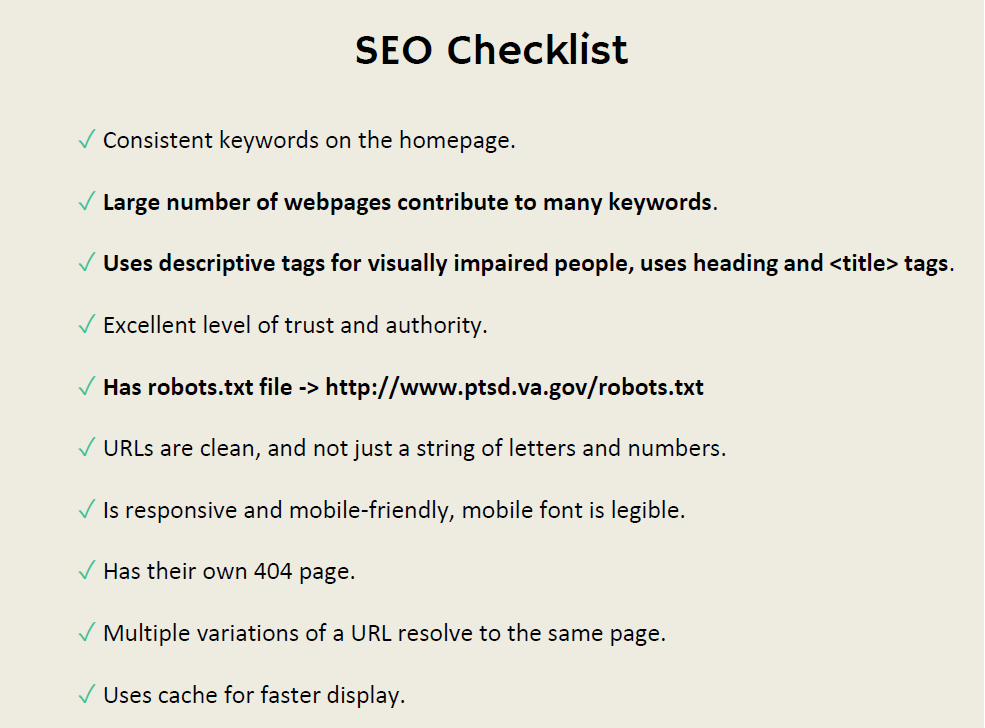 SEO Checklist
✓ Consistent keywords on the homepage.
✓ Large number of webpages contribute to many keywords.
✓ Uses descriptive tags for visually impaired people, uses heading and <title> tags.
✓ Excellent level of trust and authority.
✓ Has robots.txt file -> http://www.ptsd.va.gov/robots.txt
✓ URLs are clean, and not just a string of letters and numbers.
✓ Is responsive and mobile-friendly, mobile font is legible.
✓ Has their own 404 page.
✓ Multiple variations of a URL resolve to the same page.
✓ Uses cache for faster display.